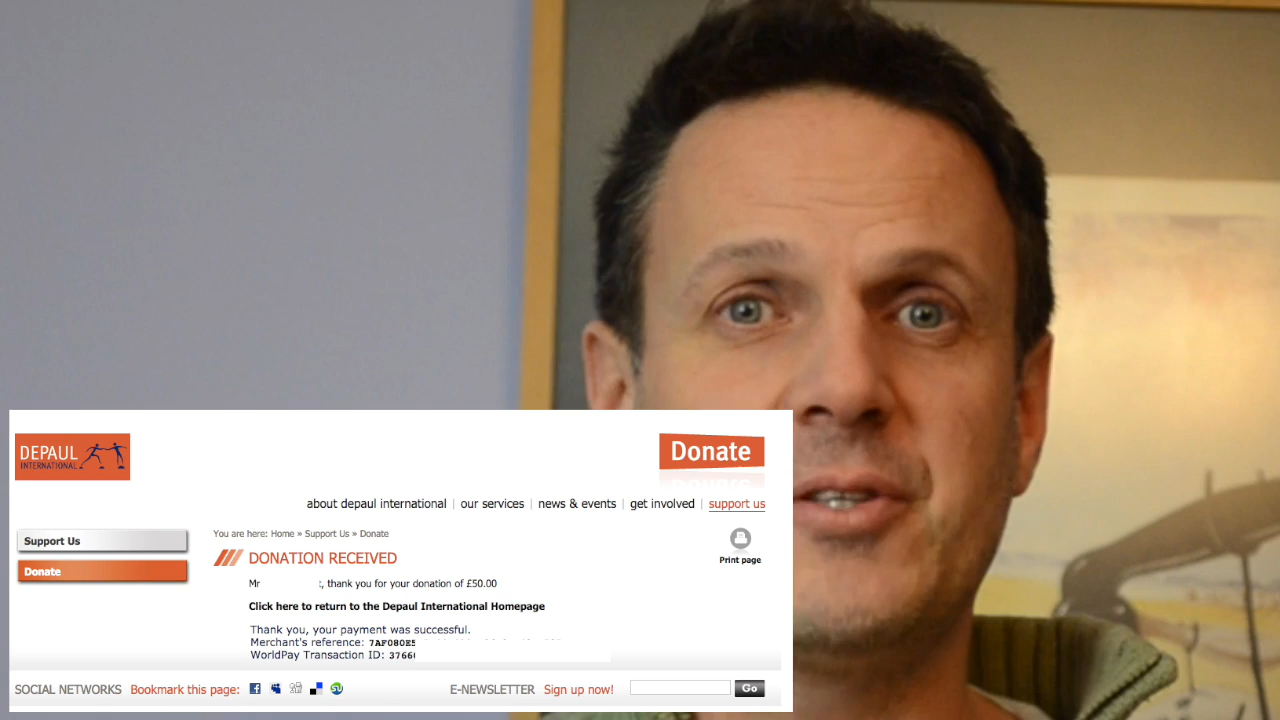 DEPAUL
INTERNATIONAL
Donate
about depaul international | our services | news & events | get involved | support us
You are here: Home » Support Us » Donate
Support Us
Donate
DONATION RECEIVED
Print page
Mr t, thank you for your donation of £50.00
Click here to return to the Depaul International Homepage
Thank you, your payment was successful.
Merchant's reference: 7AF080E5
WorldPay Transaction ID: 3766
SOCIAL NETWORKS Bookmark this page: E-NEWSLETTER Sign up now! Go